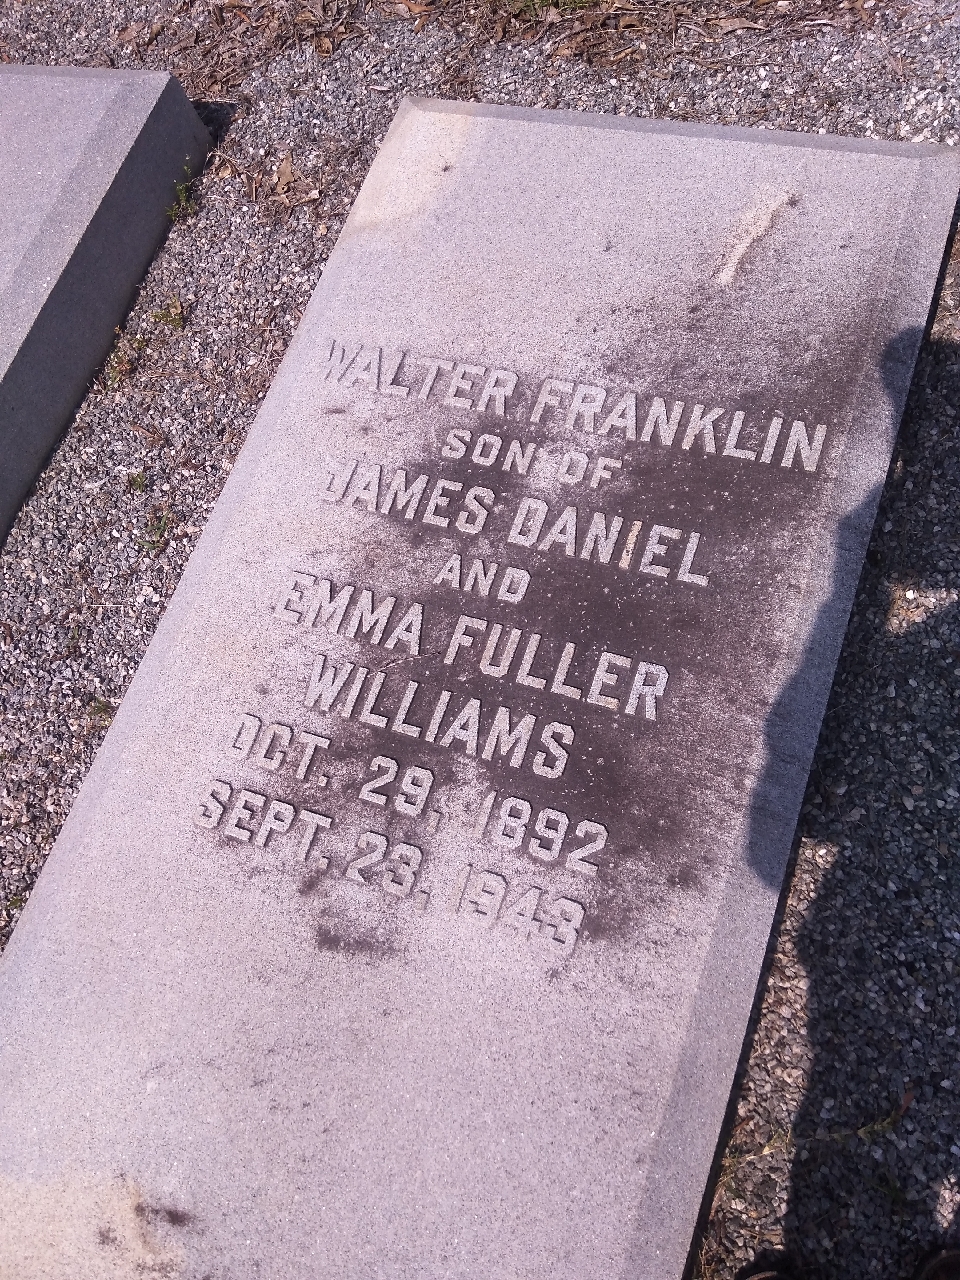 WALTER FRANKLIN
SON OF
JAMES DANIEL
AND
EMMA FULLER
WILLIAMS
OCT. 29, 1892
SEPT. 23, 1943